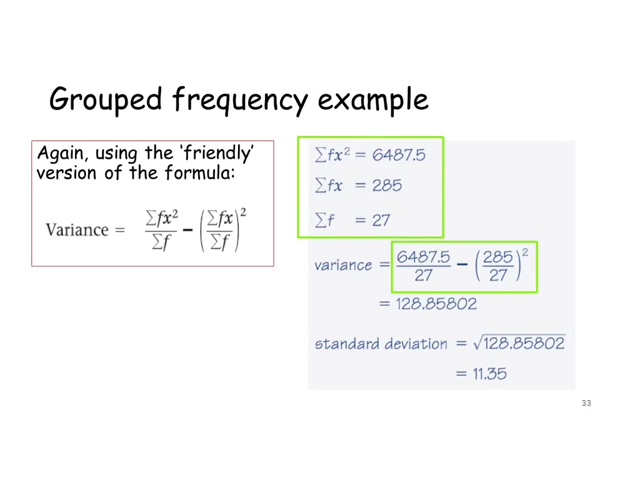 Grouped frequency example
Again, using the 'friendly'
version of the formula:
Variance = ∑fx²/∑f − (∑fx/∑f)²
∑fx² = 6487.5
∑fx = 285
∑f = 27
variance = 6487.5/27 − (285/27)²
= 128.85802
standard deviation = √128.85802
= 11.35
33